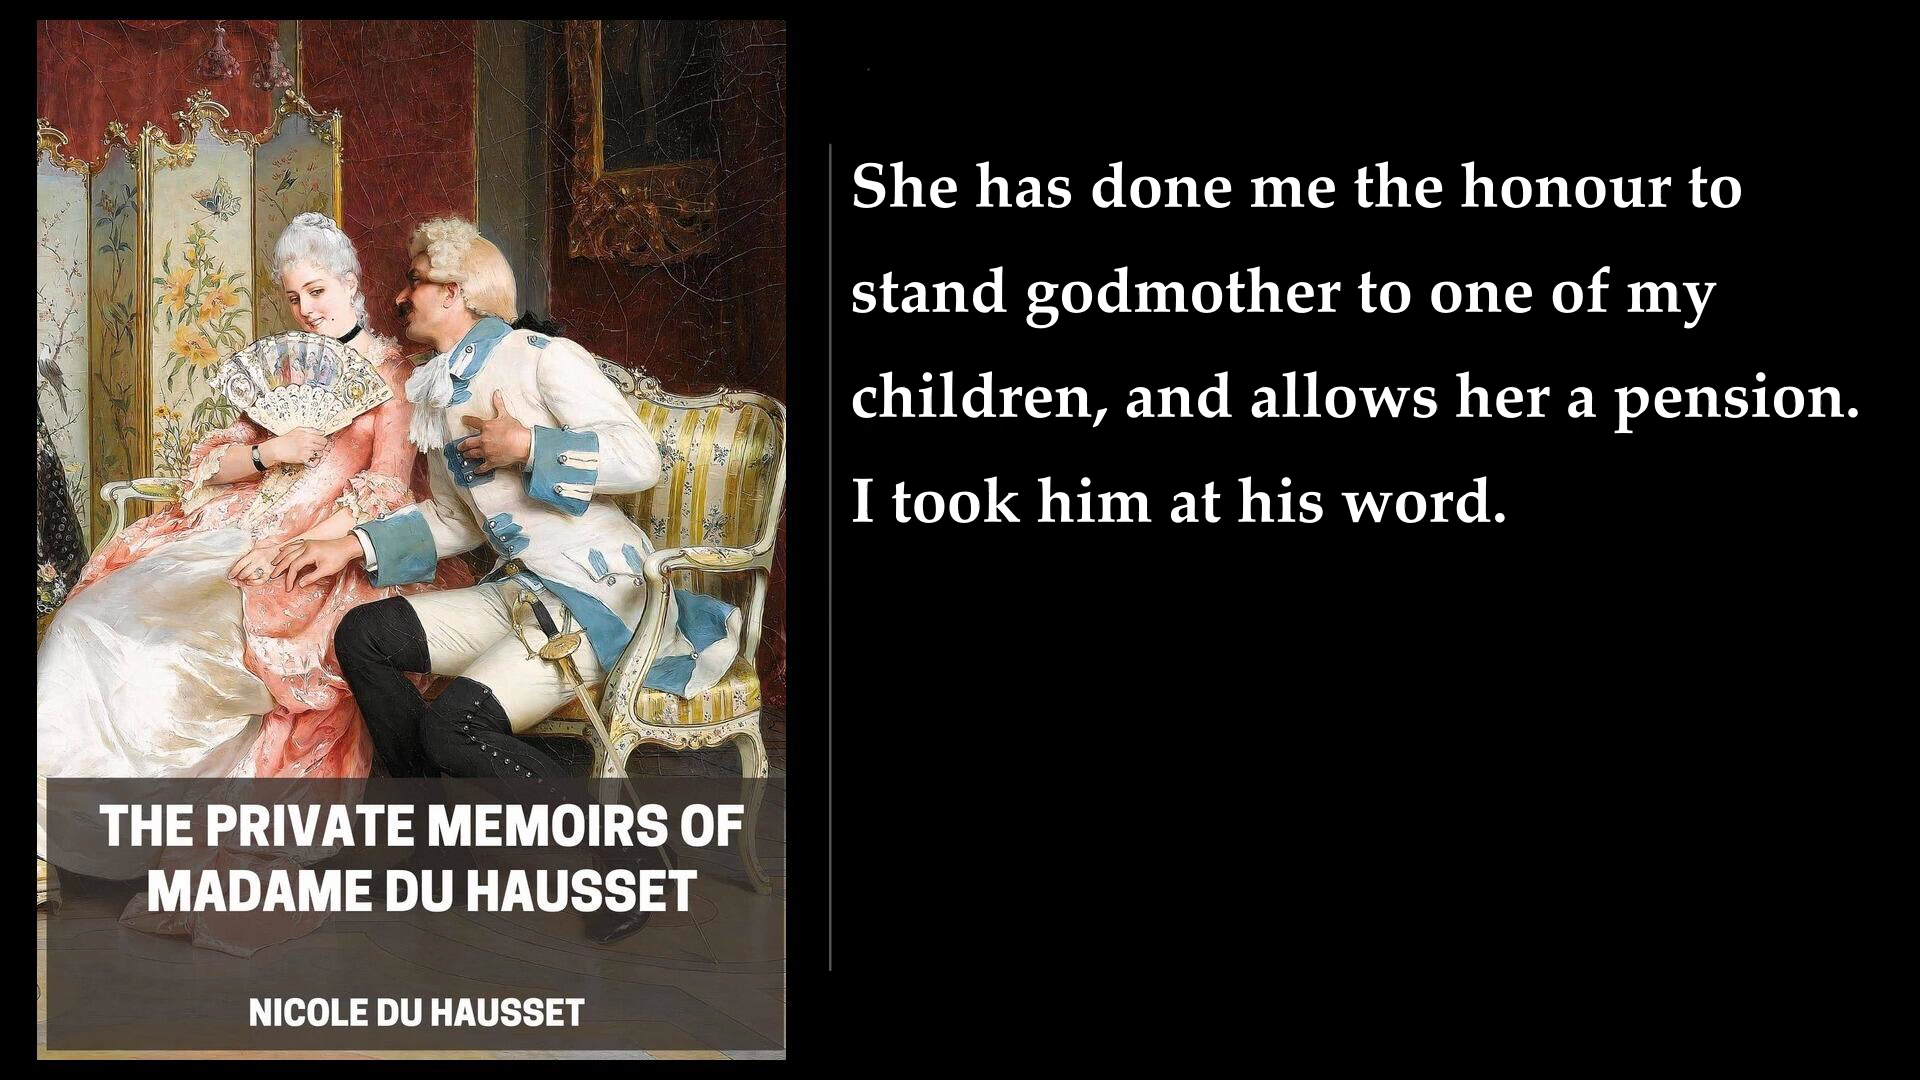 She has done me the honour to
stand godmother to one of my
children, and allows her a pension.
I took him at his word.
THE PRIVATE MEMOIRS OF
MADAME DU HAUSSET
NICOLE DU HAUSSET